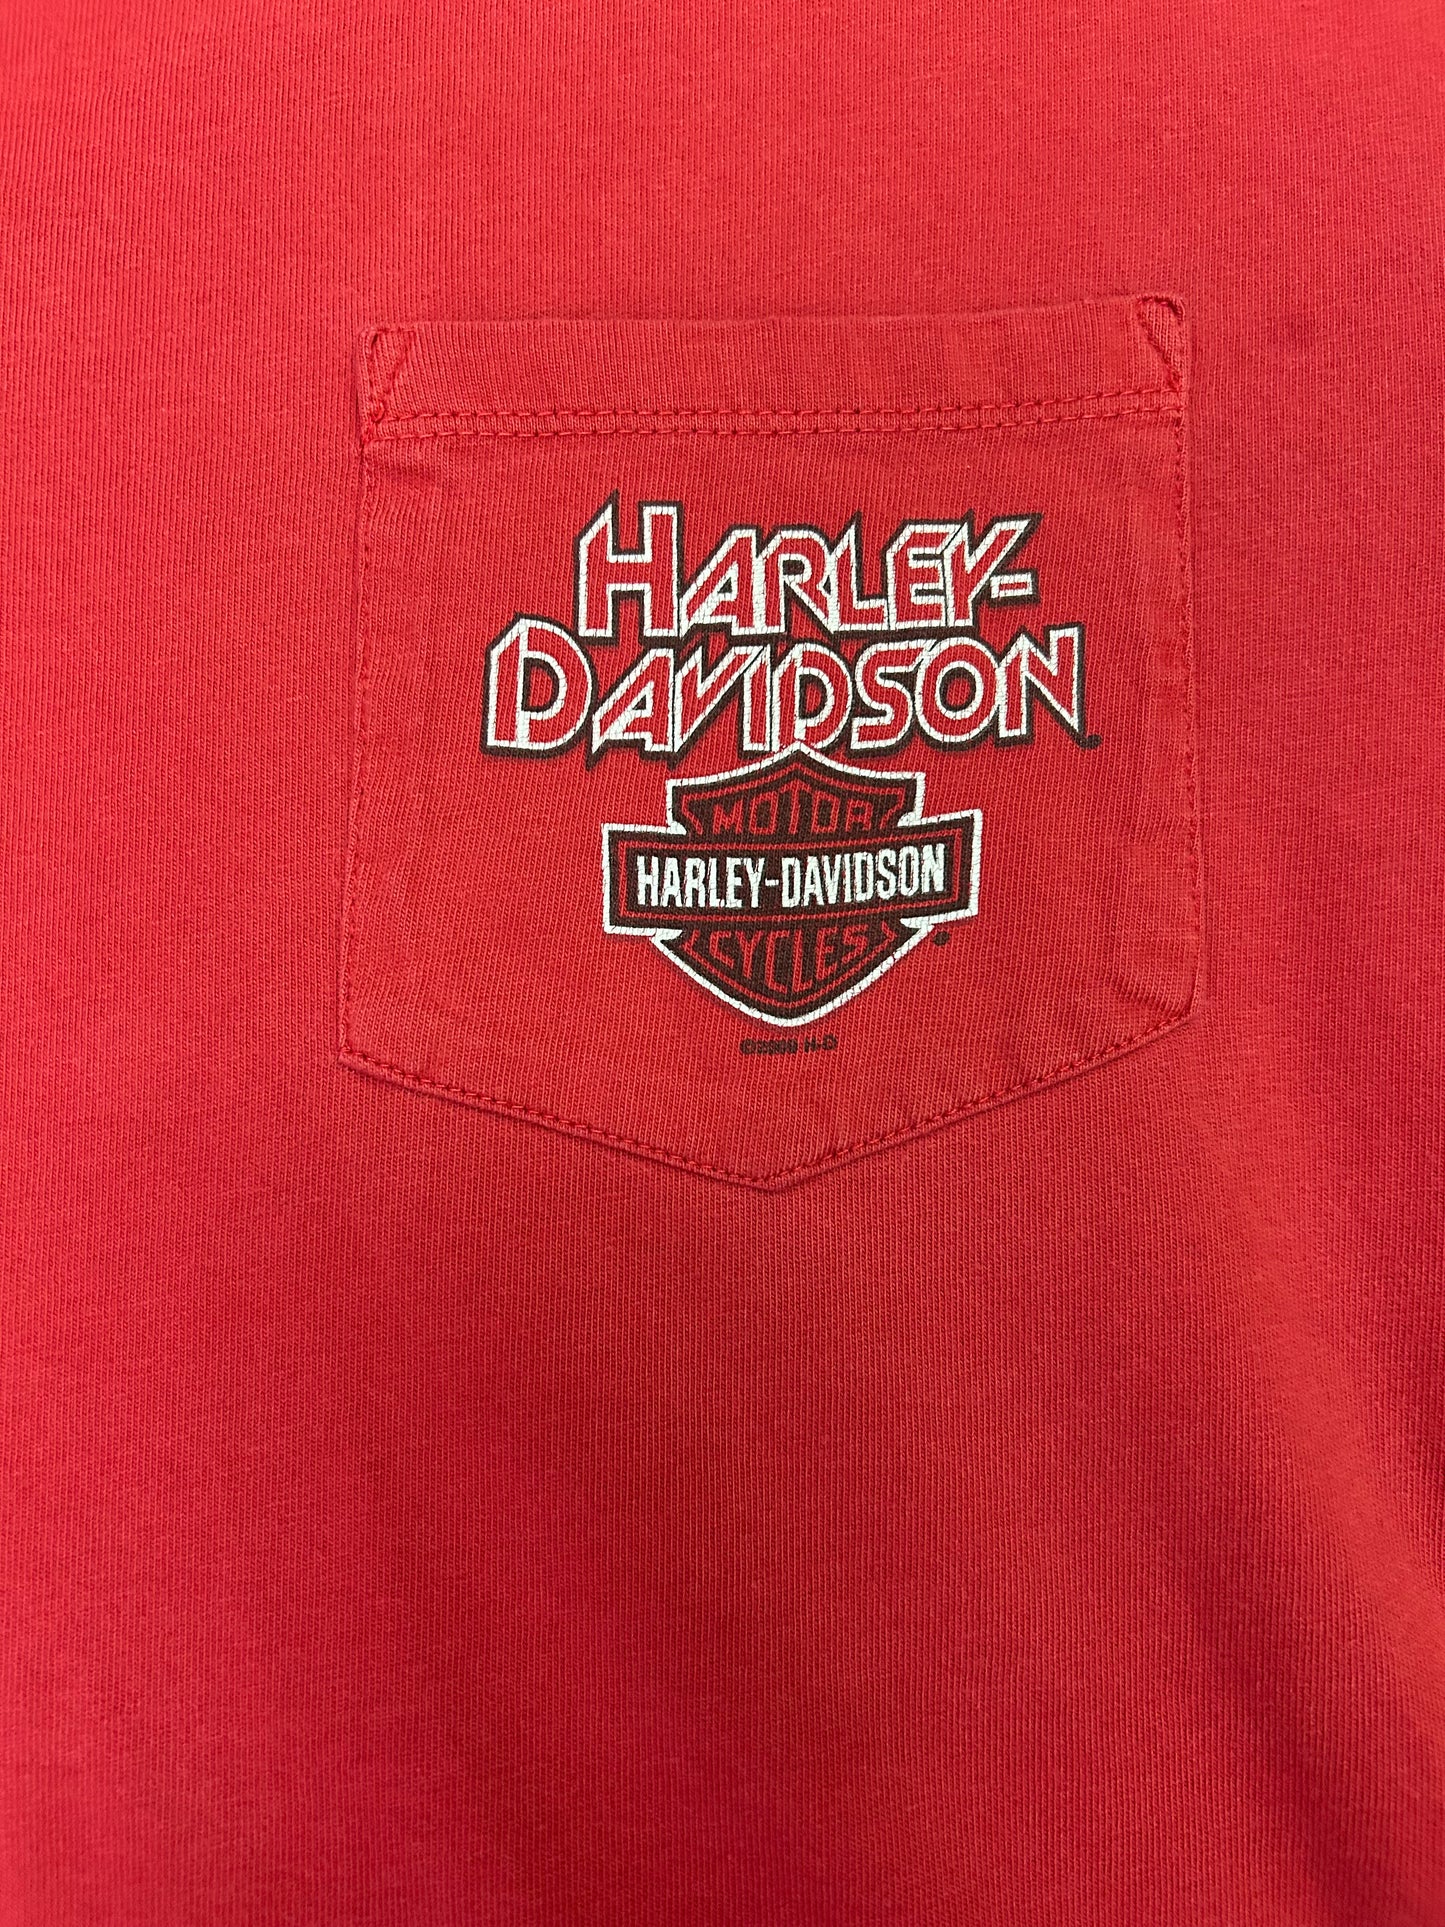 HARLEY-
DAVIDSON
MOTOR
HARLEY-DAVIDSON
CYCLES
H-D